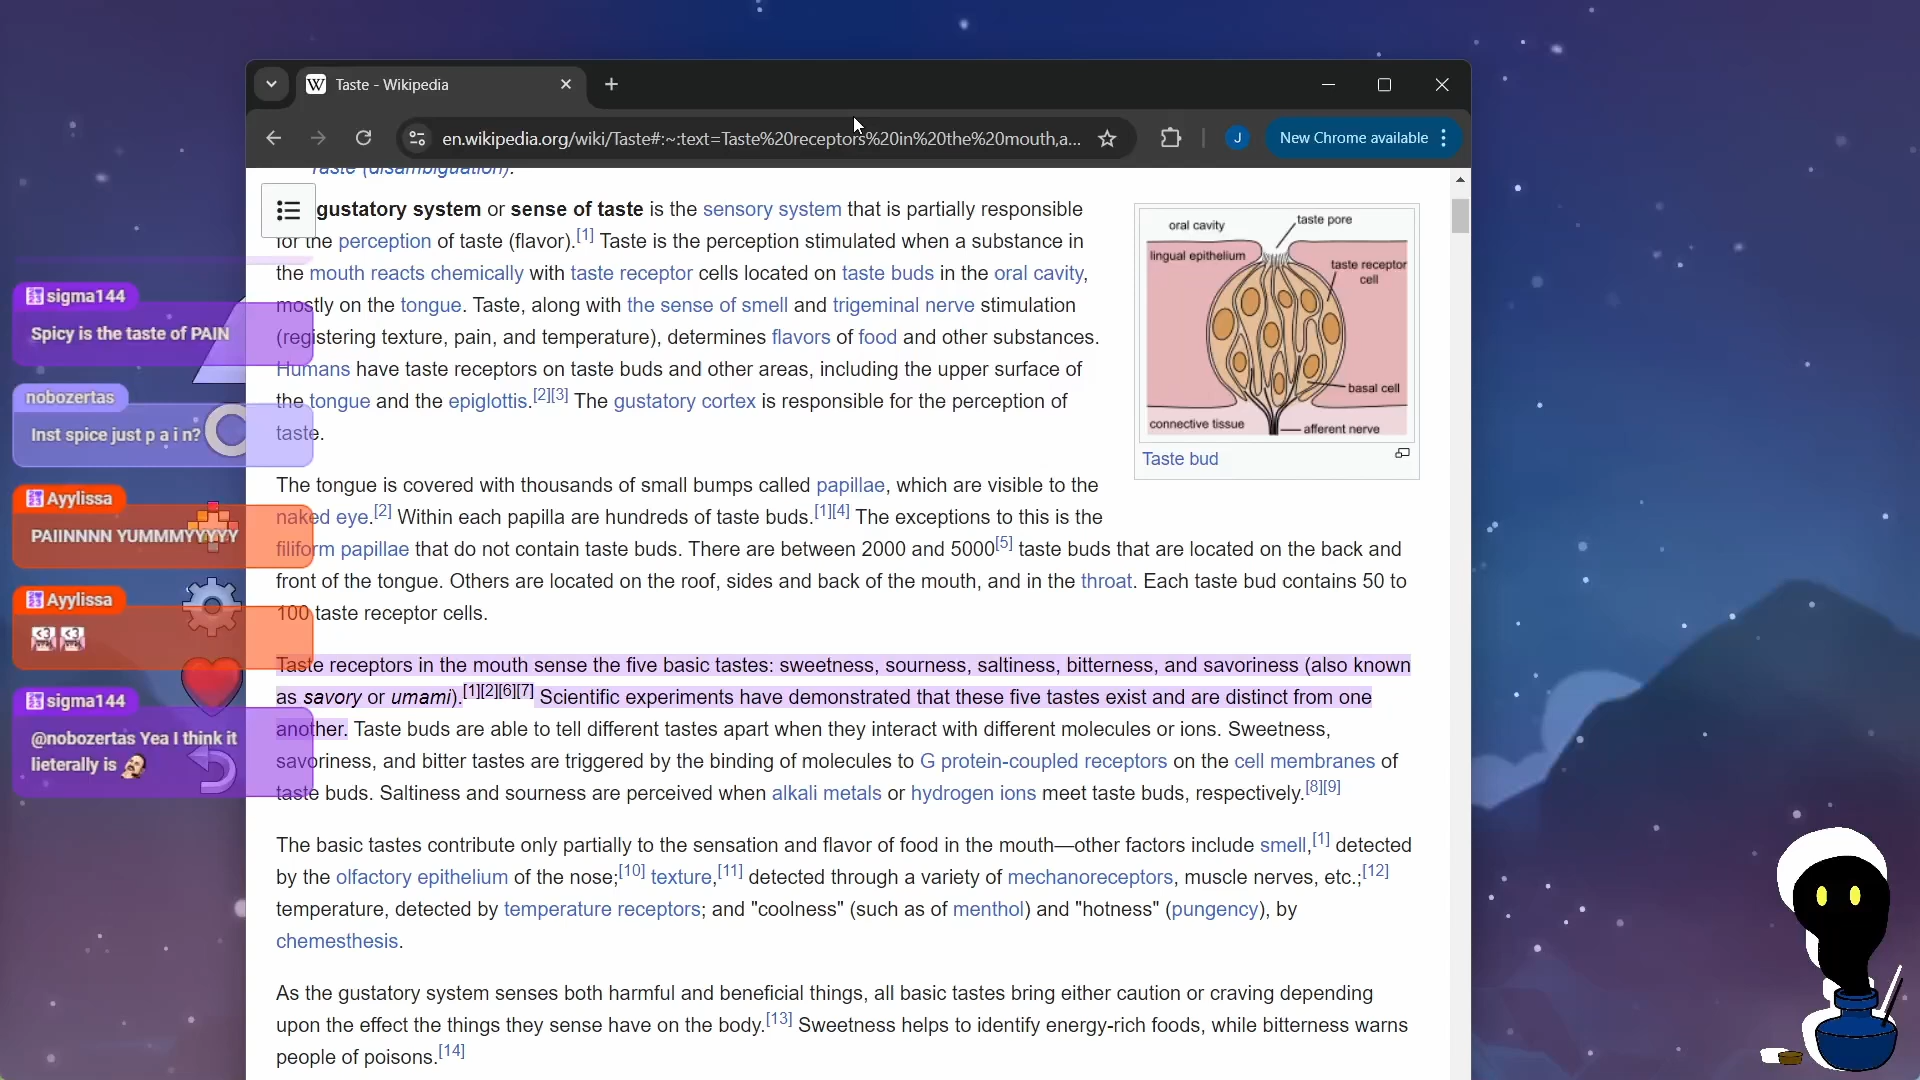 Taste - Wikipedia
en.wikipedia.org/wiki/Taste#:~:text=Taste%20receptors%20in%20the%20mouth,a...
J
New Chrome available
Taste (disambiguation).
gustatory system or sense of taste is the sensory system that is partially responsible
for the perception of taste (flavor).[1] Taste is the perception stimulated when a substance in
the mouth reacts chemically with taste receptor cells located on taste buds in the oral cavity,
mostly on the tongue. Taste, along with the sense of smell and trigeminal nerve stimulation
(registering texture, pain, and temperature), determines flavors of food and other substances.
Humans have taste receptors on taste buds and other areas, including the upper surface of
the tongue and the epiglottis.[2][3] The gustatory cortex is responsible for the perception of
taste.
oral cavity
taste pore
lingual epithelium
taste receptor
cell
basal cell
connective tissue
afferent nerve
Taste bud
The tongue is covered with thousands of small bumps called papillae, which are visible to the
naked eye.[2] Within each papilla are hundreds of taste buds.[1][4] The exceptions to this is the
filiform papillae that do not contain taste buds. There are between 2000 and 5000[5] taste buds that are located on the back and
front of the tongue. Others are located on the roof, sides and back of the mouth, and in the throat. Each taste bud contains 50 to
100 taste receptor cells.
Taste receptors in the mouth sense the five basic tastes: sweetness, sourness, saltiness, bitterness, and savoriness (also known
as savory or umami).[1][2][6][7] Scientific experiments have demonstrated that these five tastes exist and are distinct from one
another. Taste buds are able to tell different tastes apart when they interact with different molecules or ions. Sweetness,
savoriness, and bitter tastes are triggered by the binding of molecules to G protein-coupled receptors on the cell membranes of
taste buds. Saltiness and sourness are perceived when alkali metals or hydrogen ions meet taste buds, respectively.[8][9]
The basic tastes contribute only partially to the sensation and flavor of food in the mouth—other factors include smell,[1] detected
by the olfactory epithelium of the nose;[10] texture,[11] detected through a variety of mechanoreceptors, muscle nerves, etc.;[12]
temperature, detected by temperature receptors; and "coolness" (such as of menthol) and "hotness" (pungency), by
chemesthesis.
As the gustatory system senses both harmful and beneficial things, all basic tastes bring either caution or craving depending
upon the effect the things they sense have on the body.[13] Sweetness helps to identify energy-rich foods, while bitterness warns
people of poisons.[14]
sigma144
Spicy is the taste of PAIN
nobozertas
Inst spice just p a i n?
Ayylissa
PAIINNNN YUMMMYYYYY
Ayylissa
<3 <3
sigma144
@nobozertas Yea I think it
lieterally is